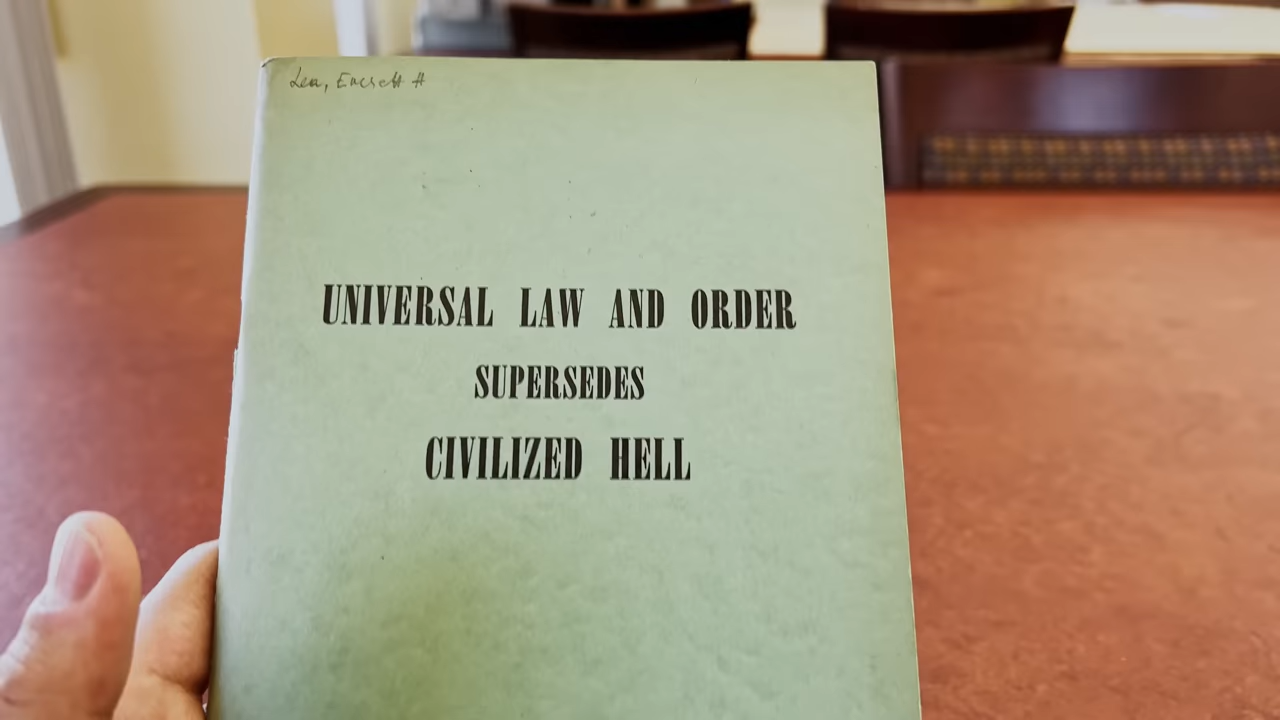 Lea, Everett H
UNIVERSAL LAW AND ORDER
SUPERSEDES
CIVILIZED HELL